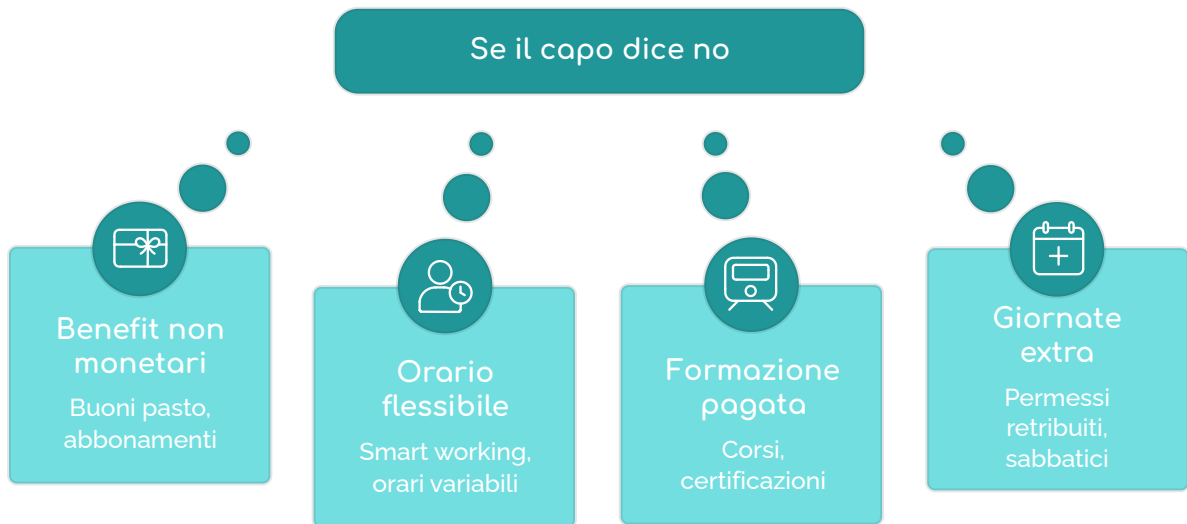 Se il capo dice no
Benefit non
monetari
Buoni pasto,
abbonamenti
Orario
flessibile
Smart working,
orari variabili
Formazione
pagata
Corsi,
certificazioni
Giornate
extra
Permessi
retribuiti,
sabbatici